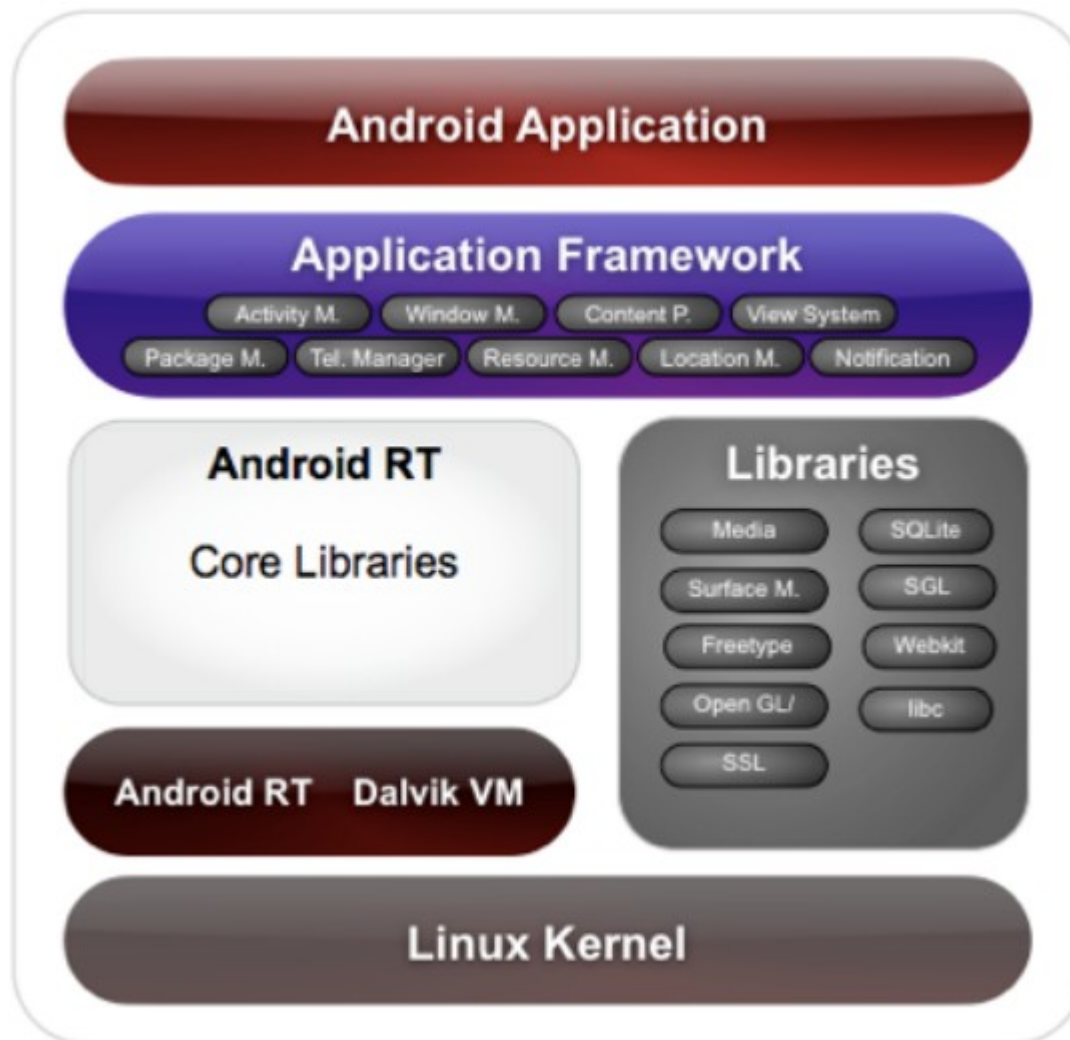 Android Application
Application Framework
Activity M. Window M. Content P. View System
Package M. Tel. Manager Resource M. Location M. Notification
Android RT
Core Libraries
Libraries
Media SQLite
Surface M. SGL
Freetype Webkit
Open GL/ libc
SSL
Android RT Dalvik VM
Linux Kernel